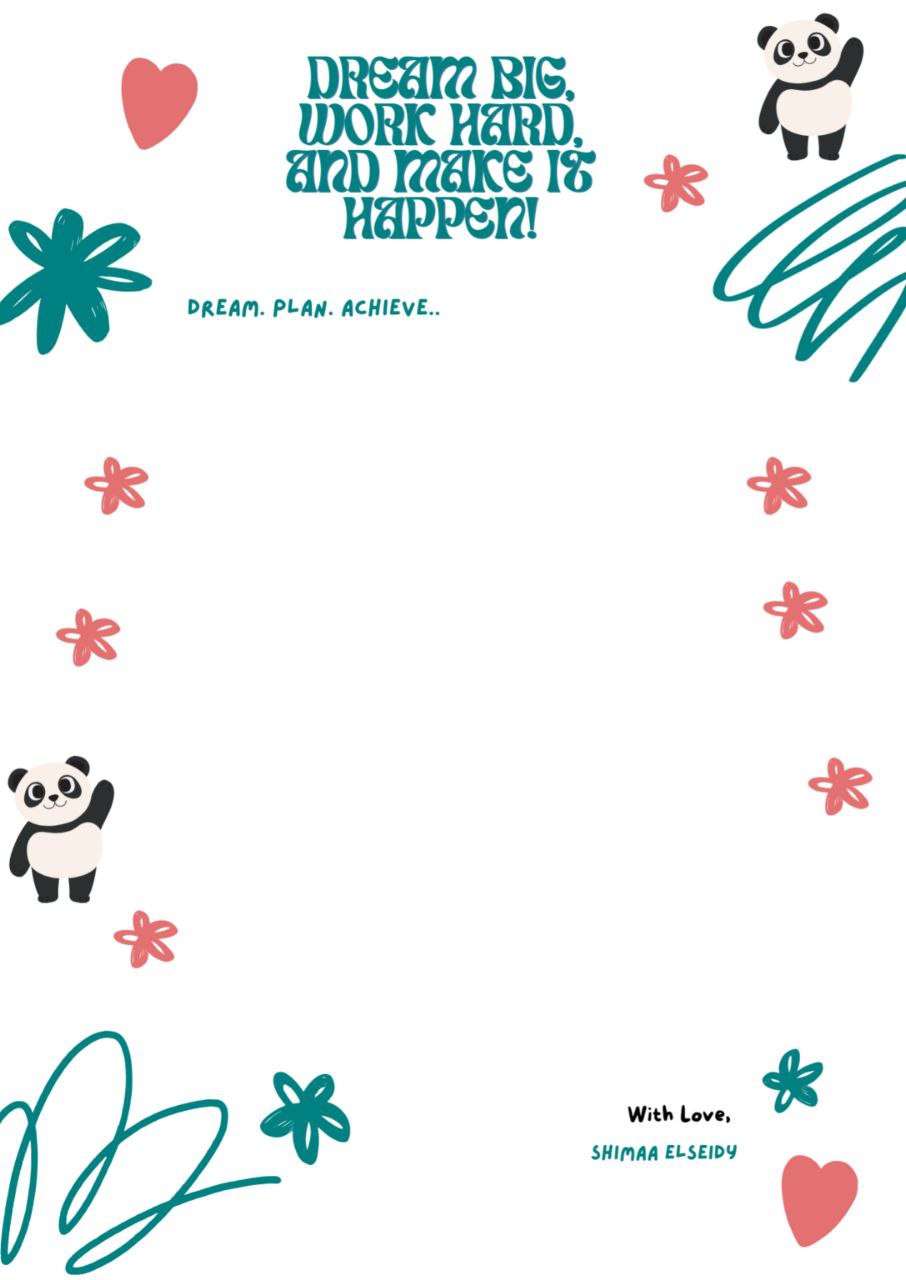 DREAM BIG,
WORK HARD,
AND MAKE IT
HAPPEN!
DREAM. PLAN. ACHIEVE..
With Love,
SHIMAA ELSEIDY